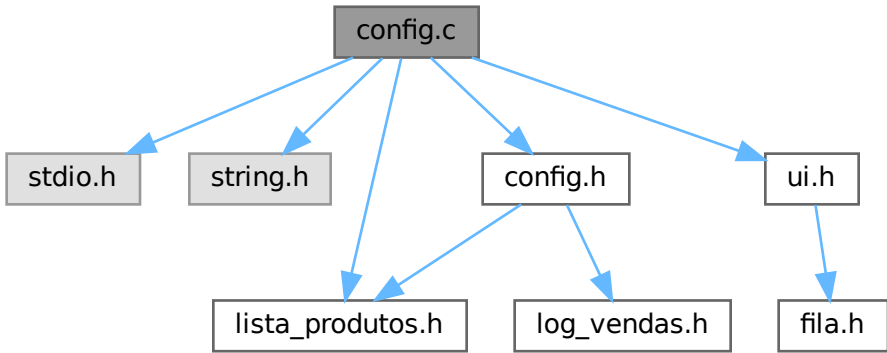 config.c
stdio.h
string.h
config.h
ui.h
lista_produtos.h
log_vendas.h
fila.h